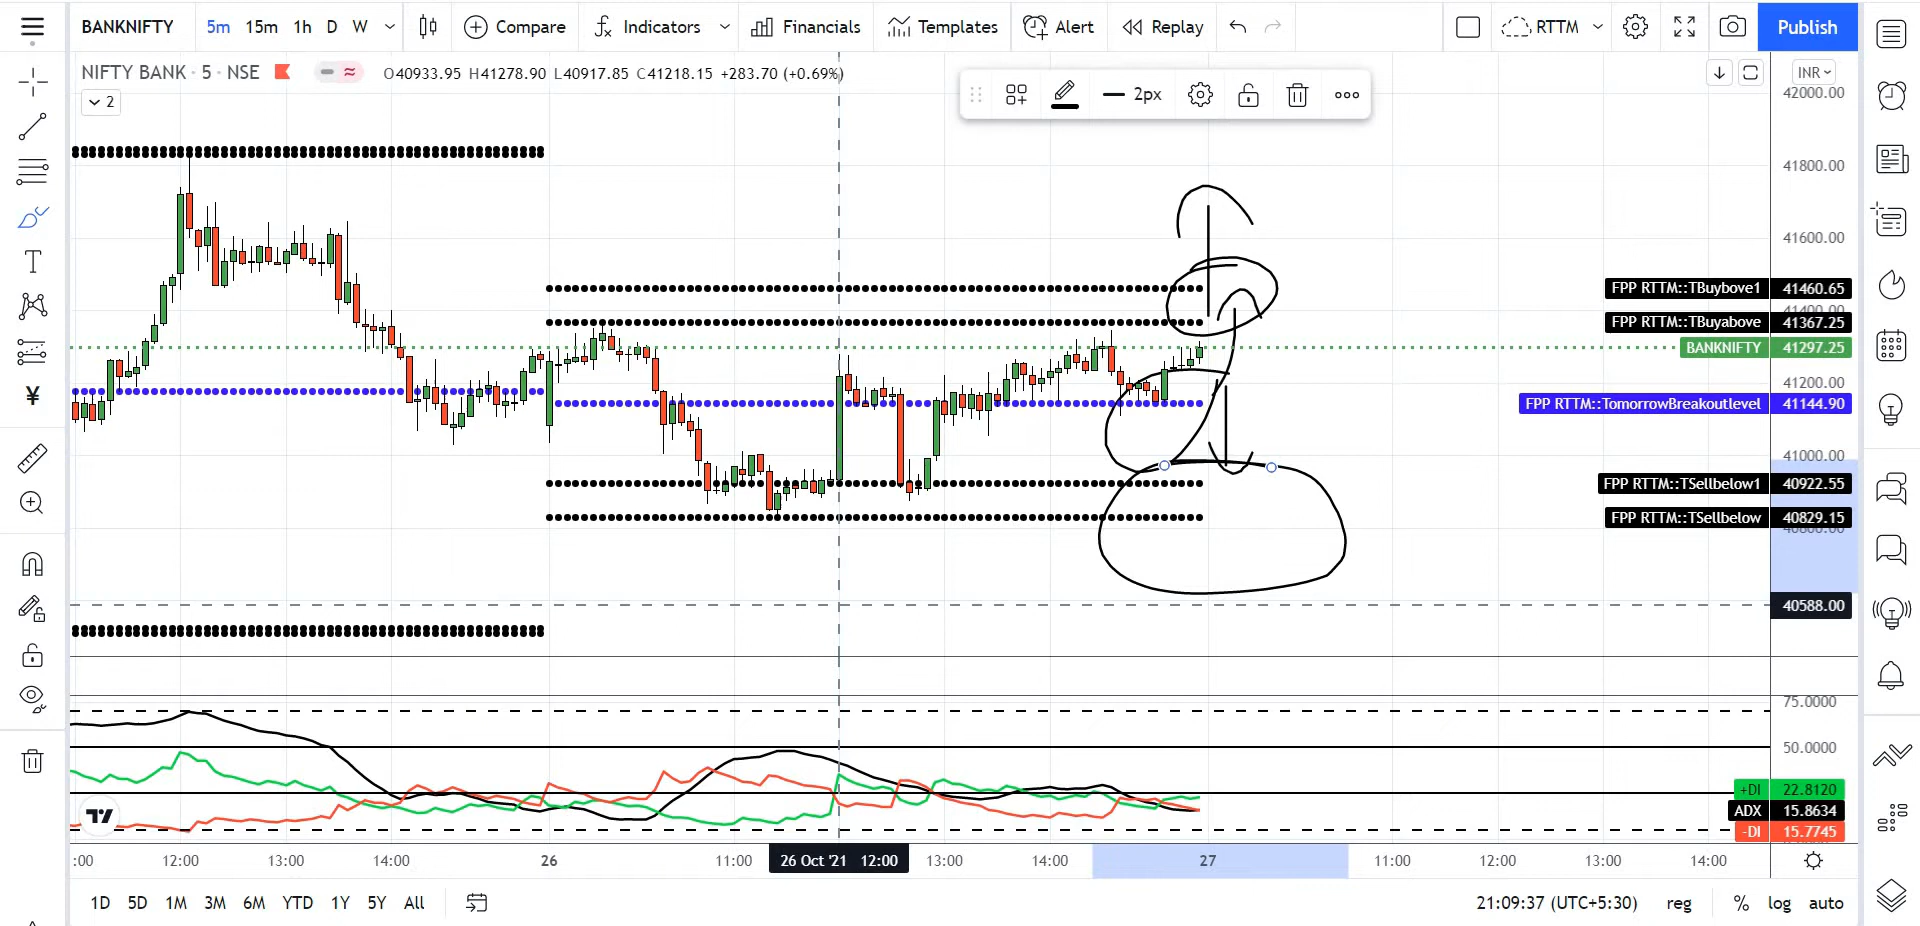 BANKNIFTY 5m 15m 1h D W Compare Indicators Financials Templates Alert Replay RTTM Publish
NIFTY BANK · 5 · NSE O40933.95 H41278.90 L40917.85 C41218.15 +283.70 (+0.69%) 2px INR
2
42000.00
41800.00
41600.00
FPP RTTM::TBuybove1 41460.65
41400.00
FPP RTTM::TBuyabove 41367.25
BANKNIFTY 41297.25
41200.00
FPP RTTM::TomorrowBreakoutlevel 41144.90
41000.00
FPP RTTM::TSellbelow1 40922.55
FPP RTTM::TSellbelow 40829.15
40800.00
40588.00
75.0000
50.0000
+DI 22.8120
ADX 15.8634
-DI 15.7745
:00 12:00 13:00 14:00 26 11:00 26 Oct '21 12:00 13:00 14:00 27 11:00 12:00 13:00 14:00
1D 5D 1M 3M 6M YTD 1Y 5Y All 21:09:37 (UTC+5:30) reg % log auto